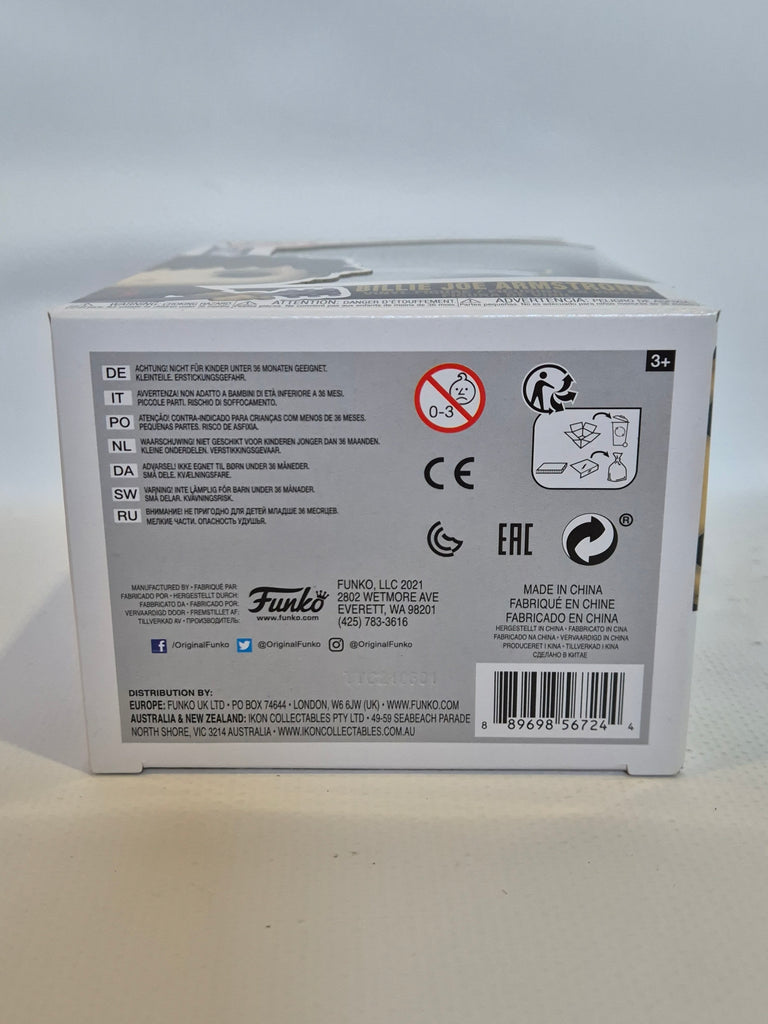 BILLIE JOE ARMSTRONG
WARNING: CHOKING HAZARD
ATTENTION: DANGER D'ÉTOUFFEMENT
ADVERTENCIA: PELIGRO DE
3+
DE ACHTUNG! NICHT FÜR KINDER UNTER 36 MONATEN GEEIGNET.
KLEINTEILE. ERSTICKUNGSGEFAHR.
IT AVVERTENZA! NON ADATTO A BAMBINI DI ETÀ INFERIORE A 36 MESI.
PICCOLE PARTI. RISCHIO DI SOFFOCAMENTO.
PO ATENÇÃO! CONTRA-INDICADO PARA CRIANÇAS COM MENOS DE 36 MESES.
PEQUENAS PARTES. RISCO DE ASFIXIA.
NL WAARSCHUWING! NIET GESCHIKT VOOR KINDEREN JONGER DAN 36 MAANDEN.
KLEINE ONDERDELEN. VERSTIKKINGSGEVAAR.
DA ADVARSEL! IKKE EGNET TIL BØRN UNDER 36 MÅNEDER.
SMÅ DELE. KVÆLNINGSFARE.
SW VARNING! INTE LÄMPLIG FÖR BARN UNDER 36 MÅNADER.
SMÅ DELAR. KVÄVNINGSRISK.
RU ВНИМАНИЕ! НЕ ПРИГОДНО ДЛЯ ДЕТЕЙ МЛАДШЕ 36 МЕСЯЦЕВ.
МЕЛКИЕ ЧАСТИ. ОПАСНОСТЬ УДУШЬЯ.
0-3
CE
EAC
®
MANUFACTURED BY • FABRIQUÉ PAR:
FABRICADO POR • HERGESTELLT DURCH:
FABBRICATO DA • FABRICADO POR:
VERVAARDIGD DOOR • FREMSTILLET AF:
TILLVERKAD AV • ПРОИЗВОДИТЕЛЬ:
Funko
www.funko.com
FUNKO, LLC 2021
2802 WETMORE AVE
EVERETT, WA 98201
(425) 783-3616
/OriginalFunko @OriginalFunko @OriginalFunko
MADE IN CHINA
FABRIQUÉ EN CHINE
FABRICADO EN CHINA
HERGESTELLT IN CHINA • FABBRICATO IN CINA
FABRICADO NA CHINA • VERVAARDIGD IN CHINA
PRODUCERET I KINA • TILLVERKAD I KINA
СДЕЛАНО В КИТАЕ
DISTRIBUTION BY:
EUROPE: FUNKO UK LTD • PO BOX 74644 • LONDON, W6 6JW (UK) • WWW.FUNKO.COM
AUSTRALIA & NEW ZEALAND: IKON COLLECTABLES PTY LTD • 49-59 SEABEACH PARADE
NORTH SHORE, VIC 3214 AUSTRALIA • WWW.IKONCOLLECTABLES.COM.AU
8 89698 56724 4